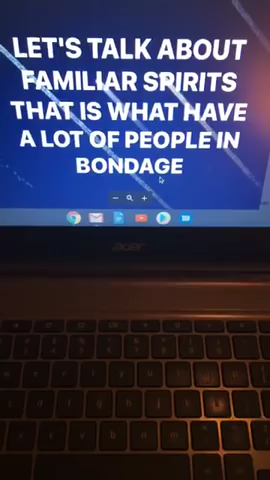 LET'S TALK ABOUT
FAMILIAR SPIRITS
THAT IS WHAT HAVE
A LOT OF PEOPLE IN
BONDAGE
acer